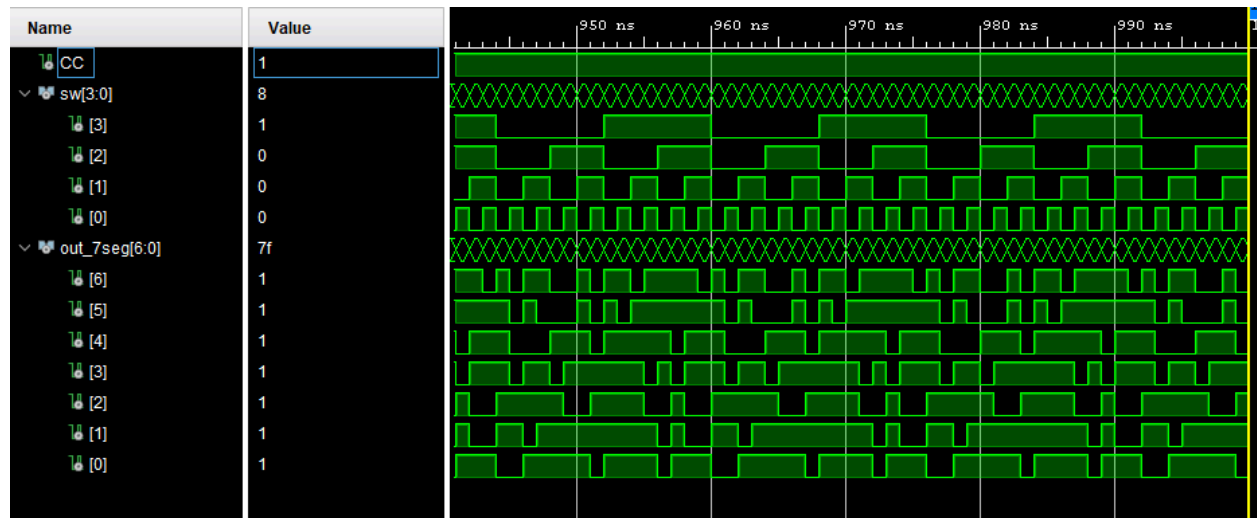 Name Value 950 ns 960 ns 970 ns 980 ns 990 ns
CC 1
sw[3:0] 8
[3] 1
[2] 0
[1] 0
[0] 0
out_7seg[6:0] 7f
[6] 1
[5] 1
[4] 1
[3] 1
[2] 1
[1] 1
[0] 1